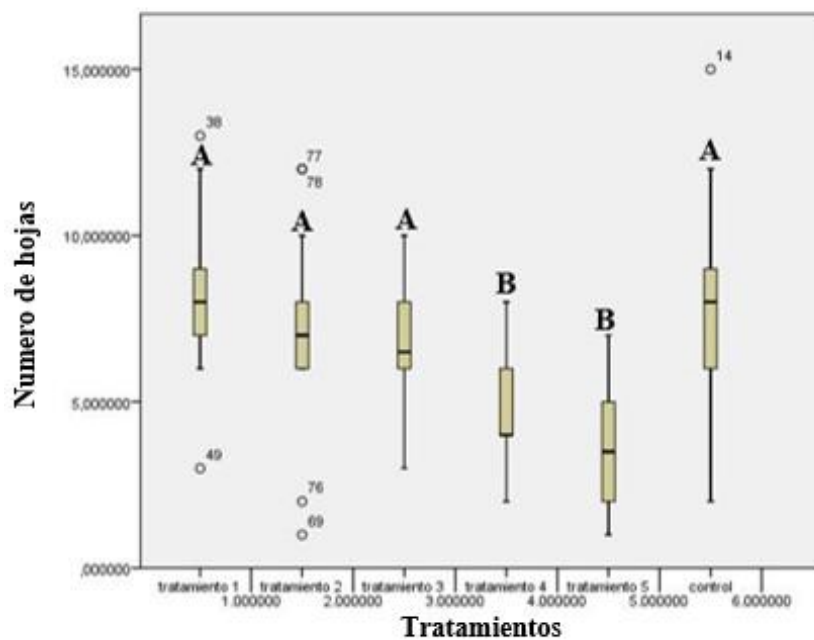 15,000000
14
38
A
A
77
78
10,000000
A
A
B
B
Numero de hojas
5,000000
49
76
69
,000000
tratamiento 1 tratamiento 2 tratamiento 3 tratamiento 4 tratamiento 5 control
1.000000 2.000000 3.000000 4.000000 5.000000 6.000000
Tratamientos